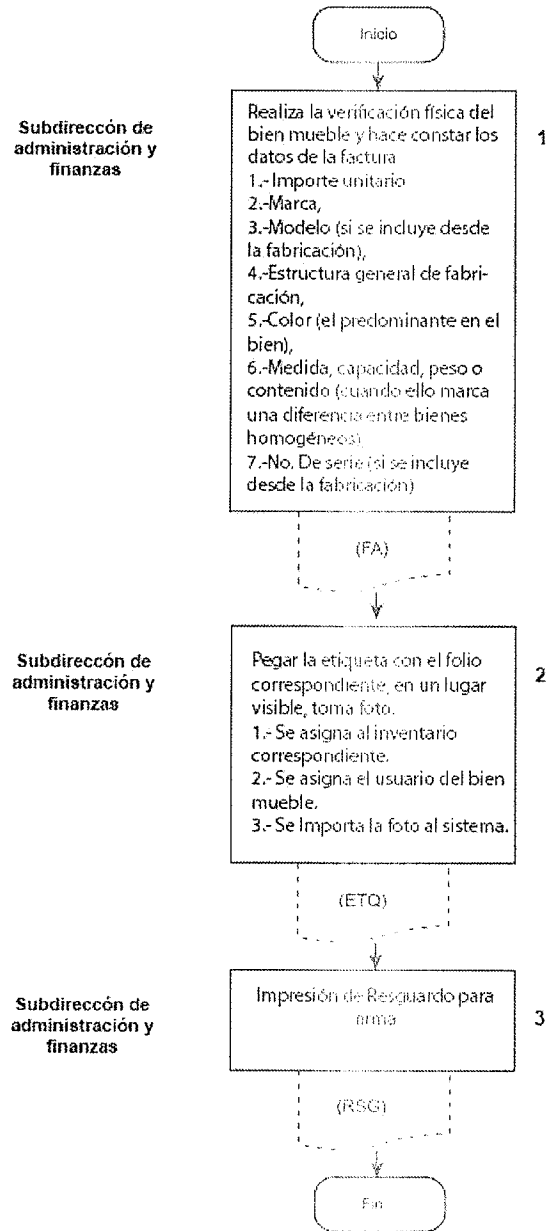 Inicio
Subdireccón de
administración y
finanzas
Realiza la verificación física del
bien mueble y hace constar los
datos de la factura
1.- Importe unitario
2.-Marca,
3.-Modelo (si se incluye desde
la fabricación),
4.-Estructura general de fabri-
cación,
5.-Color (el predominante en el
bien),
6.-Medida, capacidad, peso o
contenido (cuando ello marca
una diferencia entre bienes
homogéneos)
7.-No. De serie (si se incluye
desde la fabricación)
1
(FA)
Subdireccón de
administración y
finanzas
Pegar la etiqueta con el folio
correspondiente, en un lugar
visible, toma foto.
1.- Se asigna al inventario
correspondiente.
2.- Se asigna el usuario del bien
mueble.
3.- Se Importa la foto al sistema.
2
(ETQ)
Subdireccón de
administración y
finanzas
Impresión de Resguardo para
firma
3
(RSG)
Fin